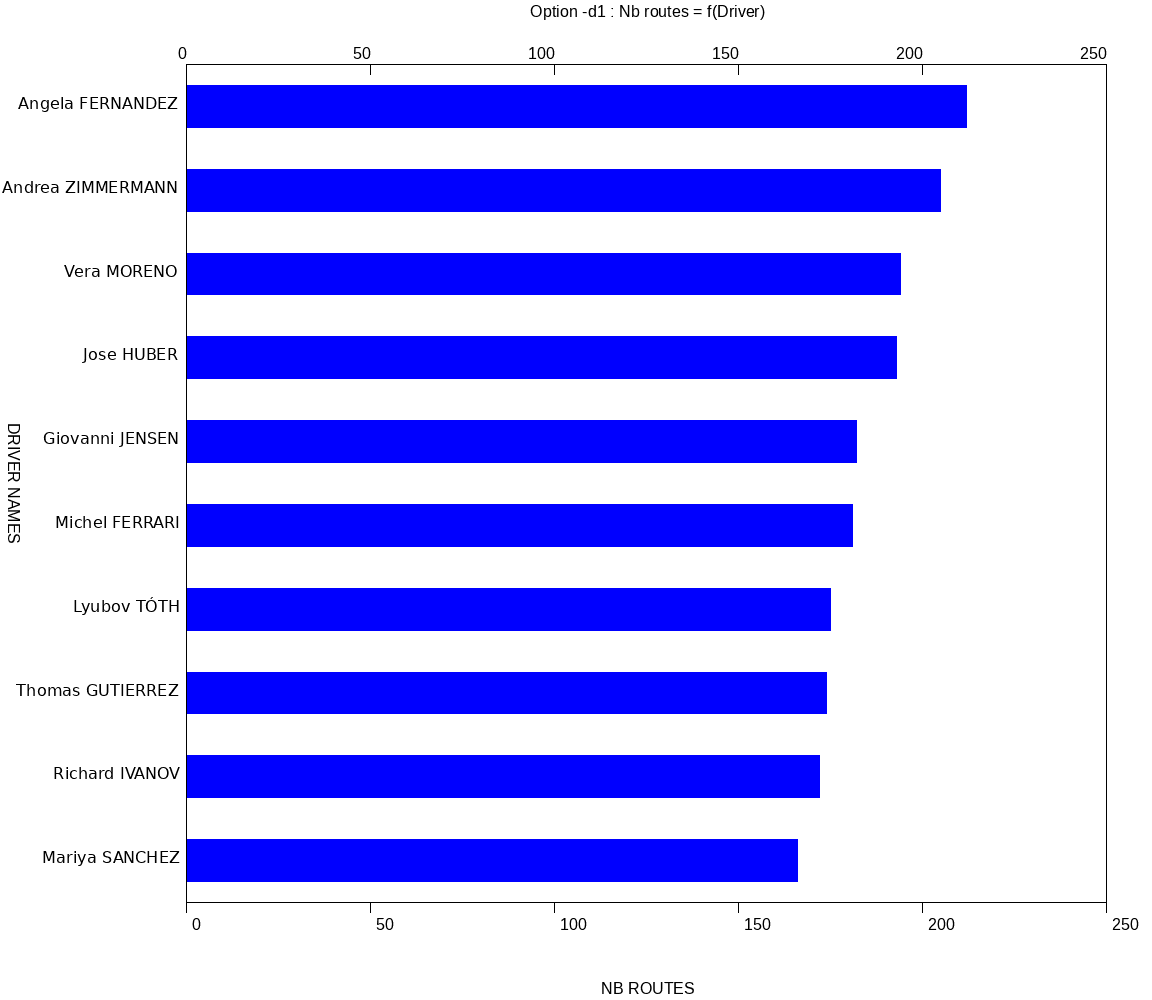 Option -d1 : Nb routes = f(Driver)
0 50 100 150 200 250
Angela FERNANDEZ
Andrea ZIMMERMANN
Vera MORENO
Jose HUBER
Giovanni JENSEN
Michel FERRARI
Lyubov TÓTH
Thomas GUTIERREZ
Richard IVANOV
Mariya SANCHEZ
DRIVER NAMES
0 50 100 150 200 250
NB ROUTES